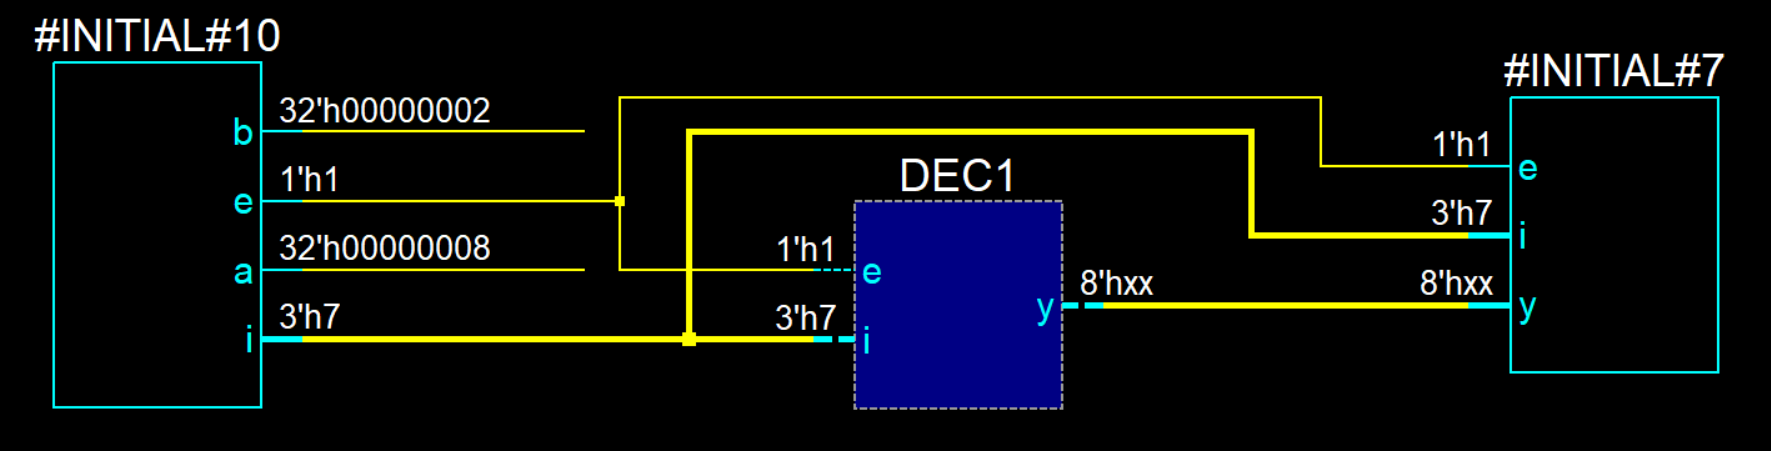 #INITIAL#10
b 32'h00000002
e 1'h1
a 32'h00000008
i 3'h7
DEC1
1'h1 e
3'h7 i
y 8'hxx
#INITIAL#7
1'h1 e
3'h7 i
8'hxx y